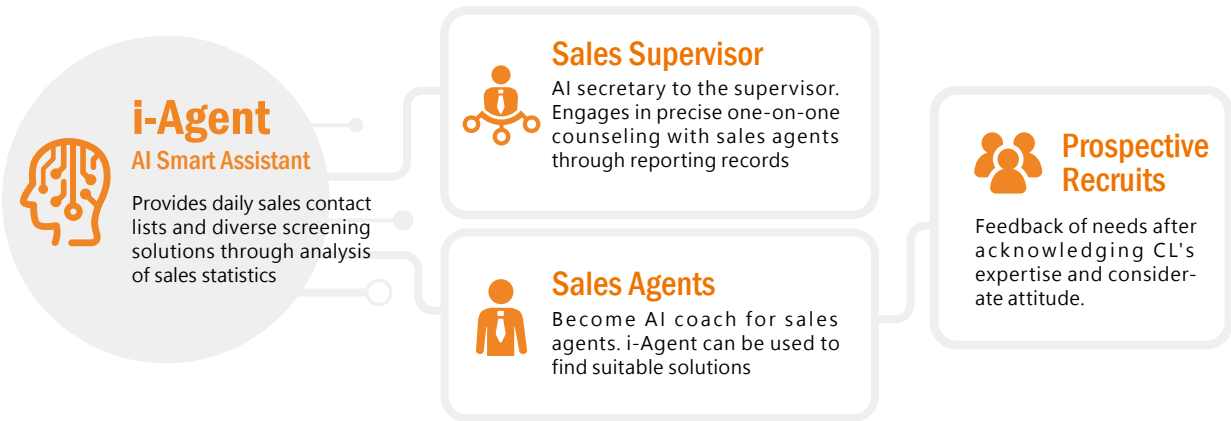 i-Agent
AI Smart Assistant
Provides daily sales contact
lists and diverse screening
solutions through analysis
of sales statistics
Sales Supervisor
AI secretary to the supervisor.
Engages in precise one-on-one
counseling with sales agents
through reporting records
Sales Agents
Become AI coach for sales
agents. i-Agent can be used to
find suitable solutions
Prospective
Recruits
Feedback of needs after
acknowledging CL's
expertise and consider-
ate attitude.